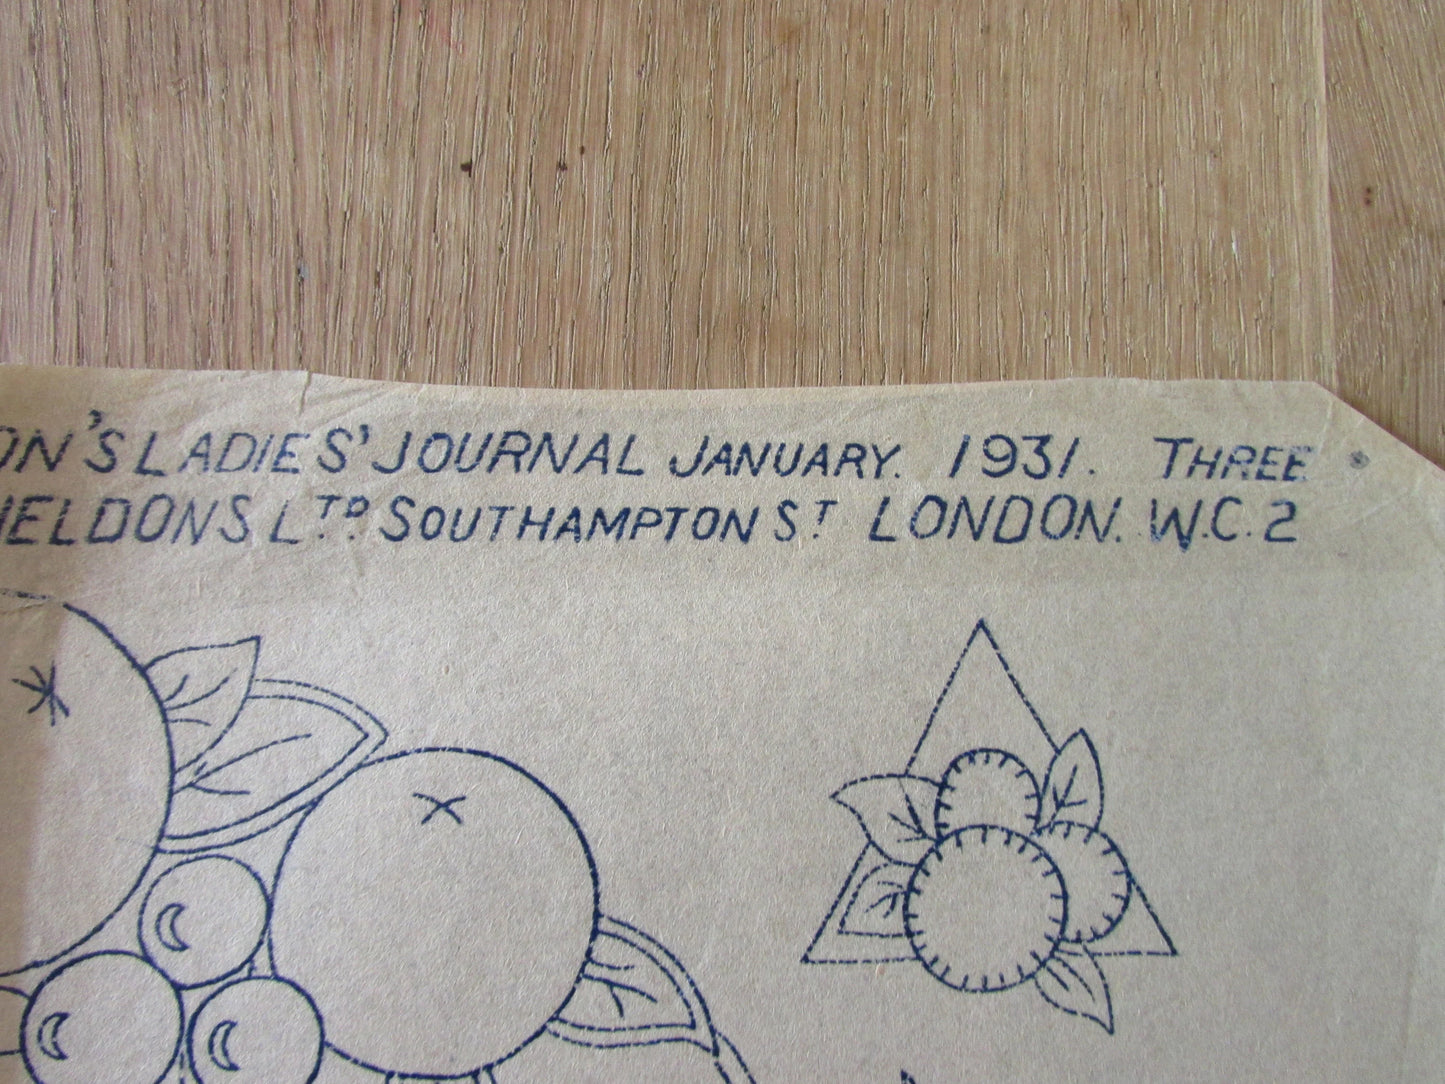 ON'S LADIES' JOURNAL JANUARY. 1931. THREE
HELDONS LTD. SOUTHAMPTON ST LONDON. W.C.2